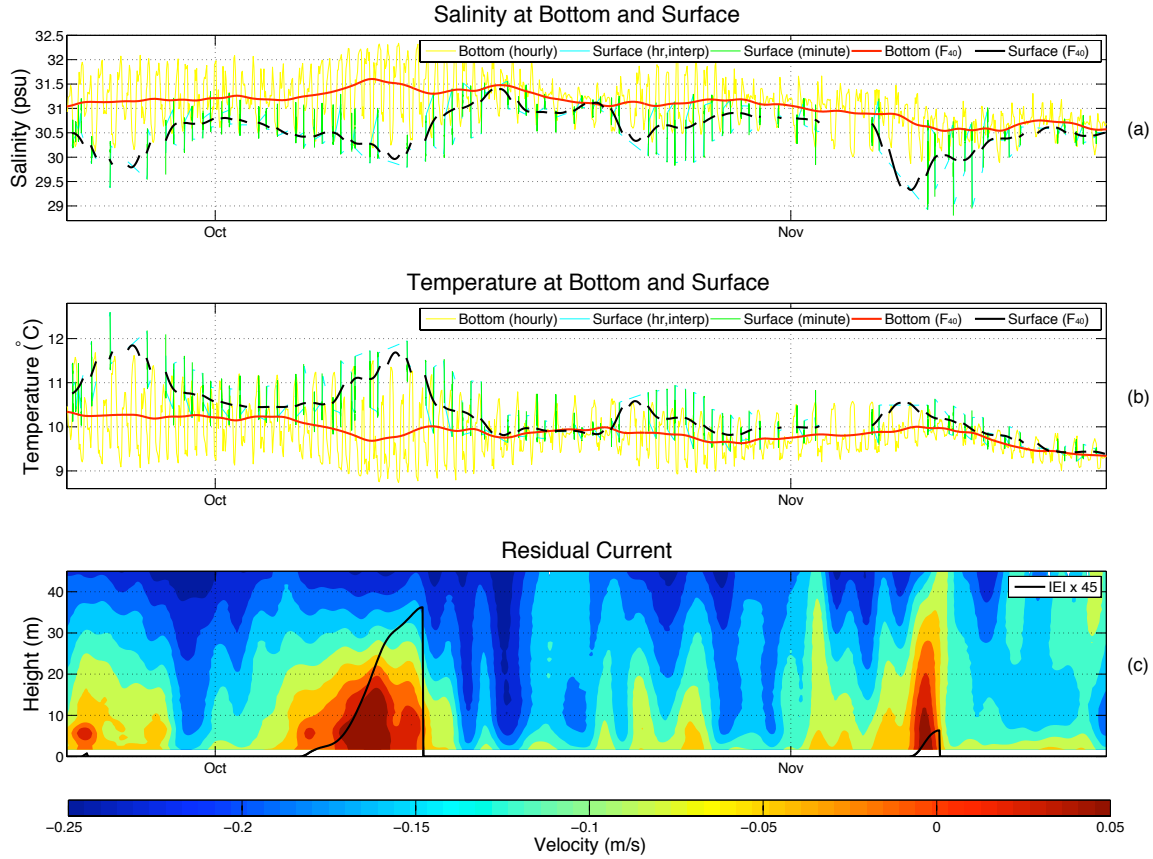 Salinity at Bottom and Surface
Bottom (hourly) Surface (hr,interp) Surface (minute) Bottom (F₄₀) Surface (F₄₀)
32.5
32
31.5
31
30.5
30
29.5
29
Salinity (psu)
Oct Nov
(a)
Temperature at Bottom and Surface
Bottom (hourly) Surface (hr,interp) Surface (minute) Bottom (F₄₀) Surface (F₄₀)
12
11
10
9
Temperature (°C)
Oct Nov
(b)
Residual Current
IEI x 45
40
30
20
10
0
Height (m)
Oct Nov
(c)
−0.25 −0.2 −0.15 −0.1 −0.05 0 0.05
Velocity (m/s)